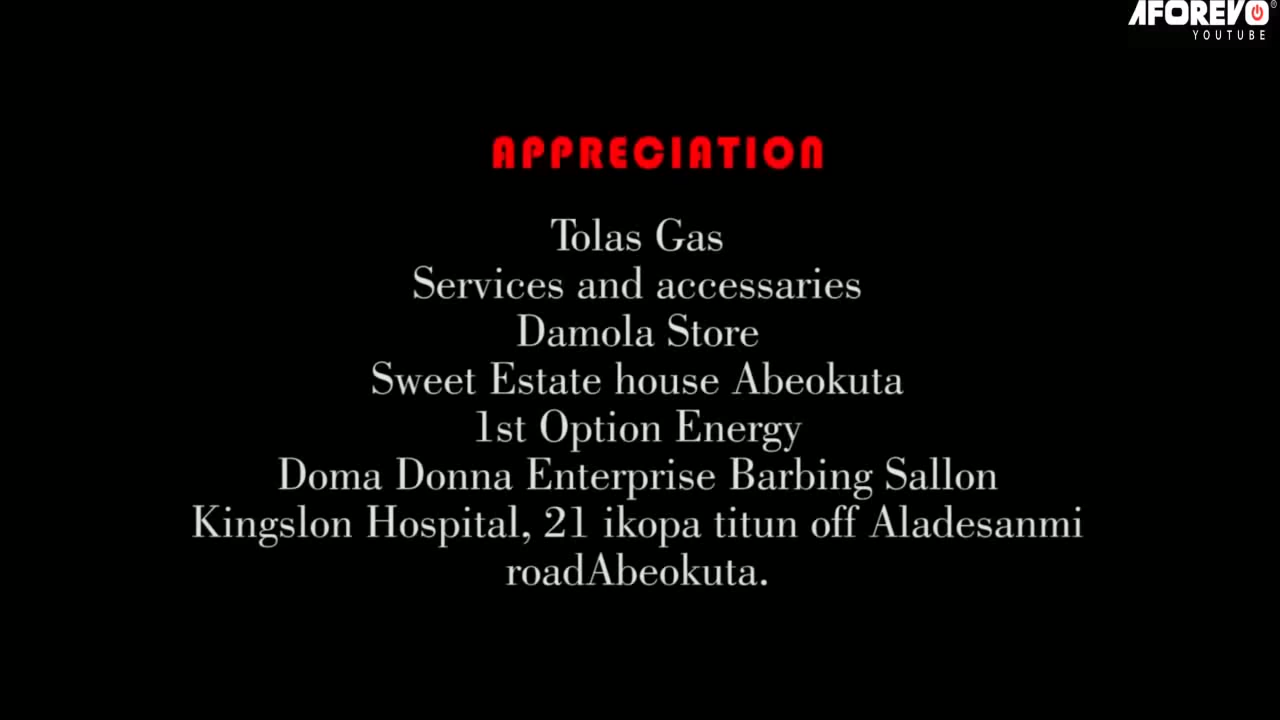 AFOREVO
YOUTUBE
APPRECIATION
Tolas Gas
Services and accessaries
Damola Store
Sweet Estate house Abeokuta
1st Option Energy
Doma Donna Enterprise Barbing Sallon
Kingslon Hospital, 21 ikopa titun off Aladesanmi
roadAbeokuta.